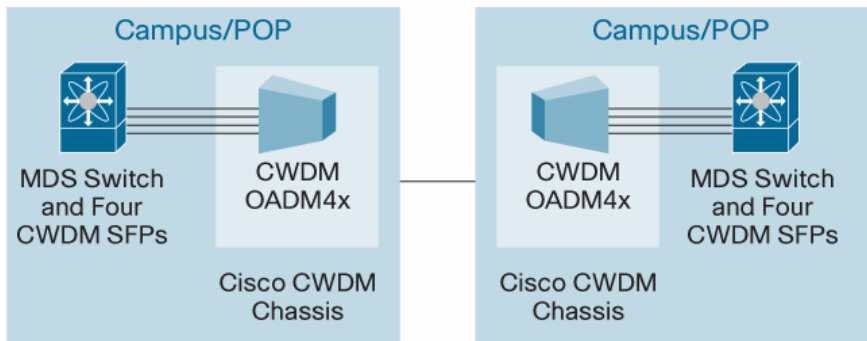 Campus/POP
MDS Switch
and Four
CWDM SFPs
CWDM
OADM4x
Cisco CWDM
Chassis
Campus/POP
CWDM
OADM4x
MDS Switch
and Four
CWDM SFPs
Cisco CWDM
Chassis